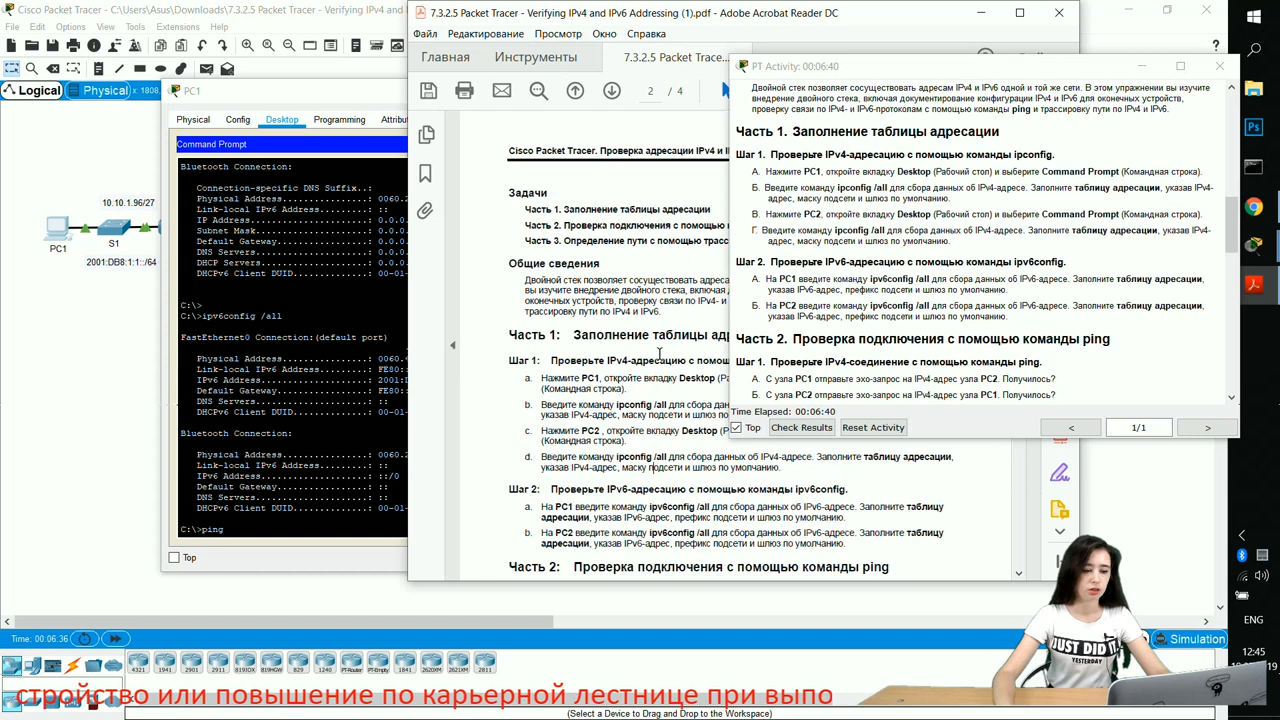 Cisco Packet Tracer - C:\Users\Asus\Downloads\7.3.2.5 Packet Tracer - Verifying IPv4 and I
File Edit Options View Tools Extensions Help
Logical
Physical
x 1808.
PC1
Physical Config Desktop Programming Attribu
Command Prompt
Bluetooth Connection:
Connection-specific DNS Suffix..:
Physical Address................: 0060.2
Link-local IPv6 Address.........: ::
IP Address......................: 0.0.0.
Subnet Mask.....................: 0.0.0.
Default Gateway.................: 0.0.0.
DNS Servers.....................: 0.0.0.
DHCP Servers....................: 0.0.0.
DHCPv6 Client DUID..............: 00-01-
C:\>
C:\>ipv6config /all
FastEthernet0 Connection:(default port)
Physical Address................: 0060.
Link-local IPv6 Address.........: FE80:
IPv6 Address....................: 2001:D
Default Gateway.................: FE80:
DNS Servers.....................: ::
DHCPv6 Client DUID..............: 00-01-
Bluetooth Connection:
Physical Address................: 0060.2
Link-local IPv6 Address.........: ::
IPv6 Address....................: ::/0
Default Gateway.................: ::
DNS Servers.....................: ::
DHCPv6 Client DUID..............: 00-01-
C:\>ping
Top
10.10.1.96/27
PC1
S1
2001:DB8:1:1::/64
7.3.2.5 Packet Tracer - Verifying IPv4 and IPv6 Addressing (1).pdf - Adobe Acrobat Reader DC
Файл Редактирование Просмотр Окно Справка
Главная Инструменты 7.3.2.5 Packet Trace...
2 / 4
Cisco Packet Tracer. Проверка адресации IPv4 и I
Задачи
Часть 1. Заполнение таблицы адресации
Часть 2. Проверка подключения с помощью к
Часть 3. Определение пути с помощью трасс
Общие сведения
Двойной стек позволяет сосуществовать адреса
вы изучите внедрение двойного стека, включая
оконечных устройств, проверку связи по IPv4- и
трассировку пути по IPv4 и IPv6.
Часть 1: Заполнение таблицы адр
Шаг 1: Проверьте IPv4-адресацию с помощ
a. Нажмите PC1, откройте вкладку Desktop (Ра
(Командная строка).
b. Введите команду ipconfig /all для сбора дан
указав IPv4-адрес, маску подсети и шлюз по
c. Нажмите PC2 , откройте вкладку Desktop (Р
(Командная строка).
d. Введите команду ipconfig /all для сбора данных об IPv4-адресе. Заполните таблицу адресации,
указав IPv4-адрес, маску подсети и шлюз по умолчанию.
Шаг 2: Проверьте IPv6-адресацию с помощью команды ipv6config.
a. На PC1 введите команду ipv6config /all для сбора данных об IPv6-адресе. Заполните таблицу
адресации, указав IPv6-адрес, префикс подсети и шлюз по умолчанию.
b. На PC2 введите команду ipv6config /all для сбора данных об IPv6-адресе. Заполните таблицу
адресации, указав IPv6-адрес, префикс подсети и шлюз по умолчанию.
Часть 2: Проверка подключения с помощью команды ping
PT Activity: 00:06:40
Двойной стек позволяет сосуществовать адресам IPv4 и IPv6 одной и той же сети. В этом упражнении вы изучите
внедрение двойного стека, включая документирование конфигурации IPv4 и IPv6 для оконечных устройств,
проверку связи по IPv4- и IPv6-протоколам с помощью команды ping и трассировку пути по IPv4 и IPv6.
Часть 1. Заполнение таблицы адресации
Шаг 1. Проверьте IPv4-адресацию с помощью команды ipconfig.
А. Нажмите PC1, откройте вкладку Desktop (Рабочий стол) и выберите Command Prompt (Командная строка).
Б. Введите команду ipconfig /all для сбора данных об IPv4-адресе. Заполните таблицу адресации, указав IPv4-
адрес, маску подсети и шлюз по умолчанию.
В. Нажмите PC2, откройте вкладку Desktop (Рабочий стол) и выберите Command Prompt (Командная строка).
Г. Введите команду ipconfig /all для сбора данных об IPv4-адресе. Заполните таблицу адресации, указав IPv4-
адрес, маску подсети и шлюз по умолчанию.
Шаг 2. Проверьте IPv6-адресацию с помощью команды ipv6config.
А. На PC1 введите команду ipv6config /all для сбора данных об IPv6-адресе. Заполните таблицу адресации,
указав IPv6-адрес, префикс подсети и шлюз по умолчанию.
Б. На PC2 введите команду ipv6config /all для сбора данных об IPv6-адресе. Заполните таблицу адресации,
указав IPv6-адрес, префикс подсети и шлюз по умолчанию.
Часть 2. Проверка подключения с помощью команды ping
Шаг 1. Проверьте IPv4-соединение с помощью команды ping.
А. С узла PC1 отправьте эхо-запрос на IPv4-адрес узла PC2. Получилось?
Б. С узла PC2 отправьте эхо-запрос на IPv4-адрес узла PC1. Получилось?
Time Elapsed: 00:06:40
Top Check Results Reset Activity < 1/1 >
ENG
12:45
Time: 00:06:36
Simulation
4321 1941 2901 2911 819IOX 819HGW 829 1240 PT-Router PT-Empty 1841 2620XM 2621XM 2811
(Select a Device to Drag and Drop to the Workspace)
JUST DID IT.
YESTERDAY
стройство или повышение по карьерной лестнице при выпо